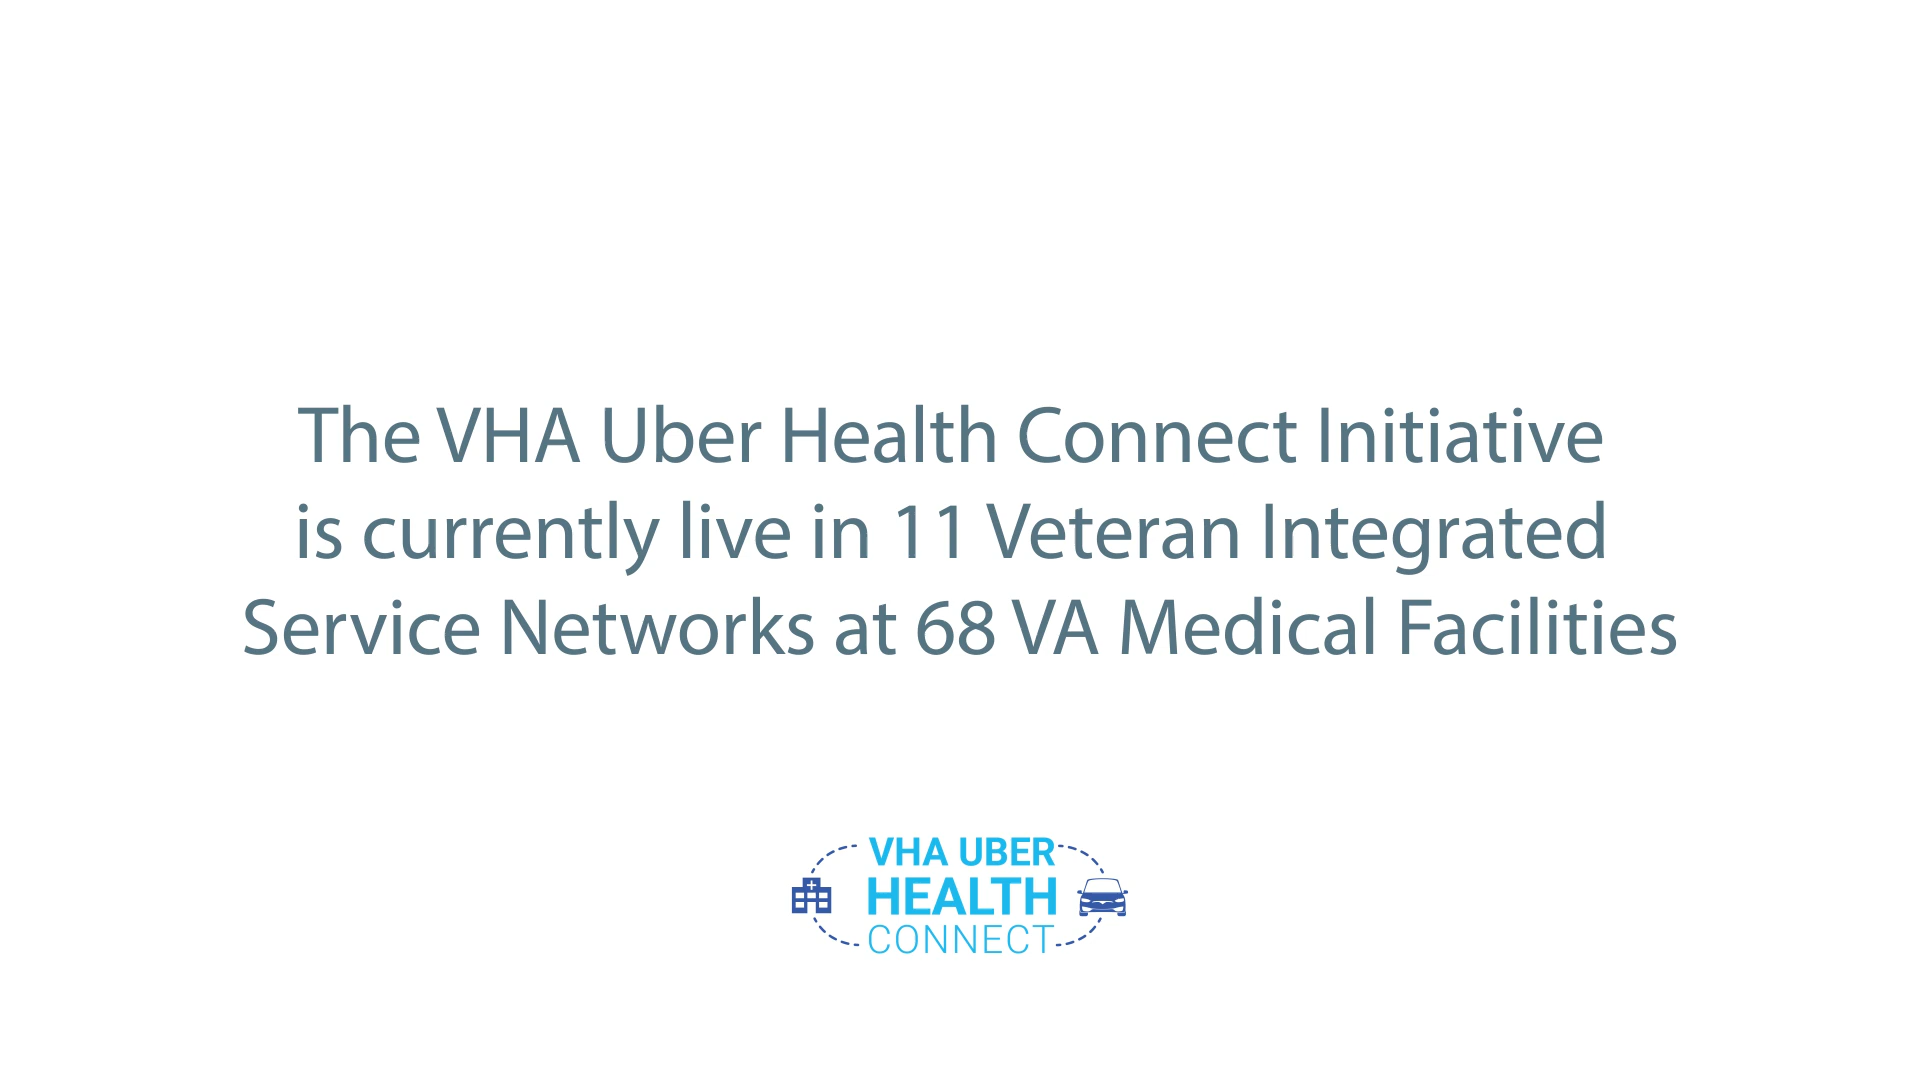 The VHA Uber Health Connect Initiative
is currently live in 11 Veteran Integrated
Service Networks at 68 VA Medical Facilities
VHA UBER
HEALTH
CONNECT